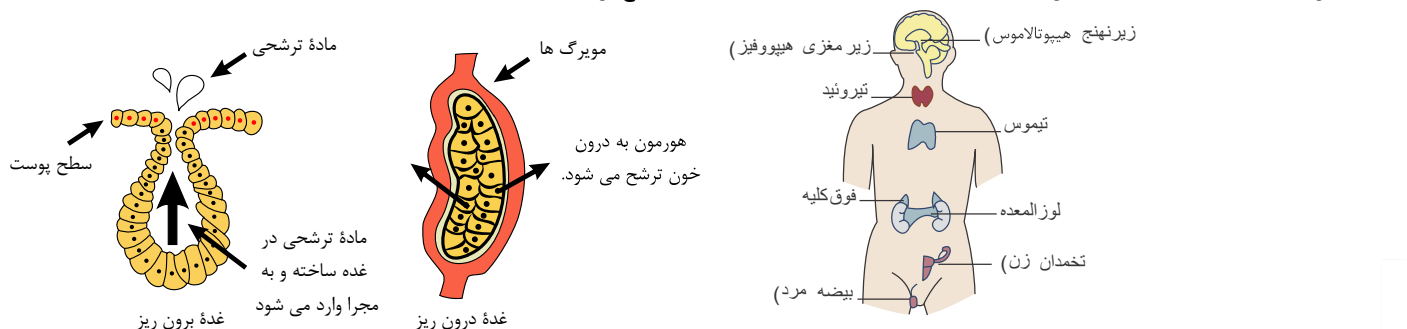 زیرنهنج هیپوتالاموس)
زیر مغزی هیپووفیز)
تیروئید
تیموس
فوق‌کلیه
لوزالمعده
تخمدان زن)
بیضه مرد)
مویرگ ها
هورمون به درون
خون ترشح می شود.
غدهٔ درون ریز
مادهٔ ترشحی
سطح پوست
مادهٔ ترشحی در
غده ساخته و به
مجرا وارد می شود
غدهٔ برون ریز